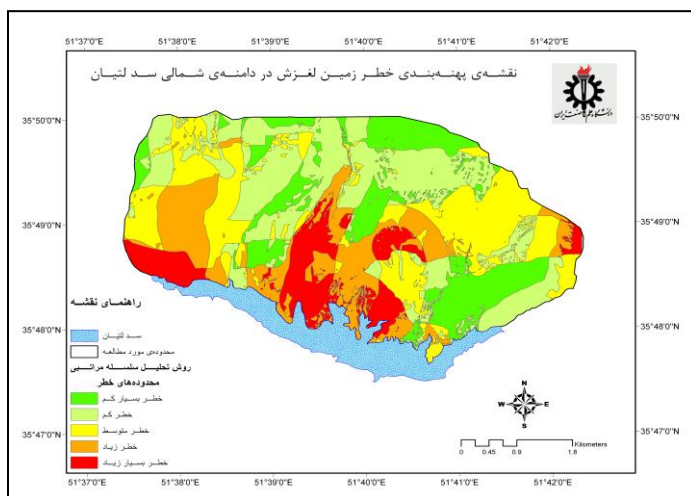 51°37'0"E 51°38'0"E 51°39'0"E 51°40'0"E 51°41'0"E 51°42'0"E
نقشه‌ی پهنه‌بندی خطر زمین لغزش در دامنه‌ی شمالی سد لتیان
دانشگاه علم و صنعت ایران
35°50'0"N 35°50'0"N
35°49'0"N 35°49'0"N
35°48'0"N 35°48'0"N
35°47'0"N 35°47'0"N
راهنمای نقشه
سد لتیان
محدوده‌ی مورد مطالعه
روش تحلیل سلسله مراتبی
محدوده‌های خطر
خطر بسیار کم
خطر کم
خطر متوسط
خطر زیاد
خطر بسیار زیاد
N
W E
S
Kilometers
0 0.45 0.9 1.8
51°37'0"E 51°38'0"E 51°39'0"E 51°40'0"E 51°41'0"E 51°42'0"E